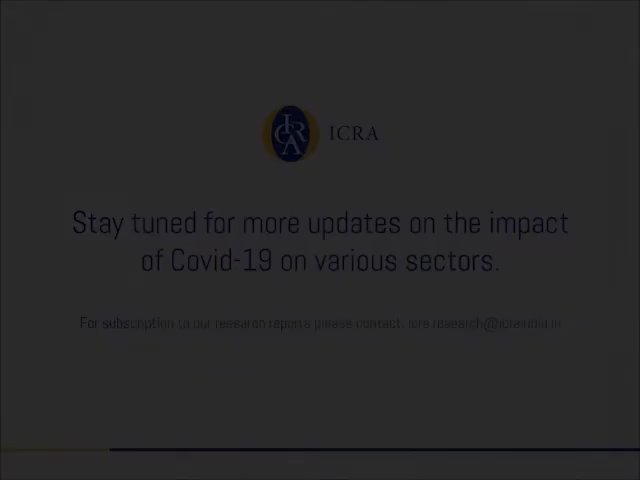 ICRA
ICRA
Stay tuned for more updates on the impact
of Covid-19 on various sectors.
For subscription to our research reports please contact: icra.research@icraindia.in